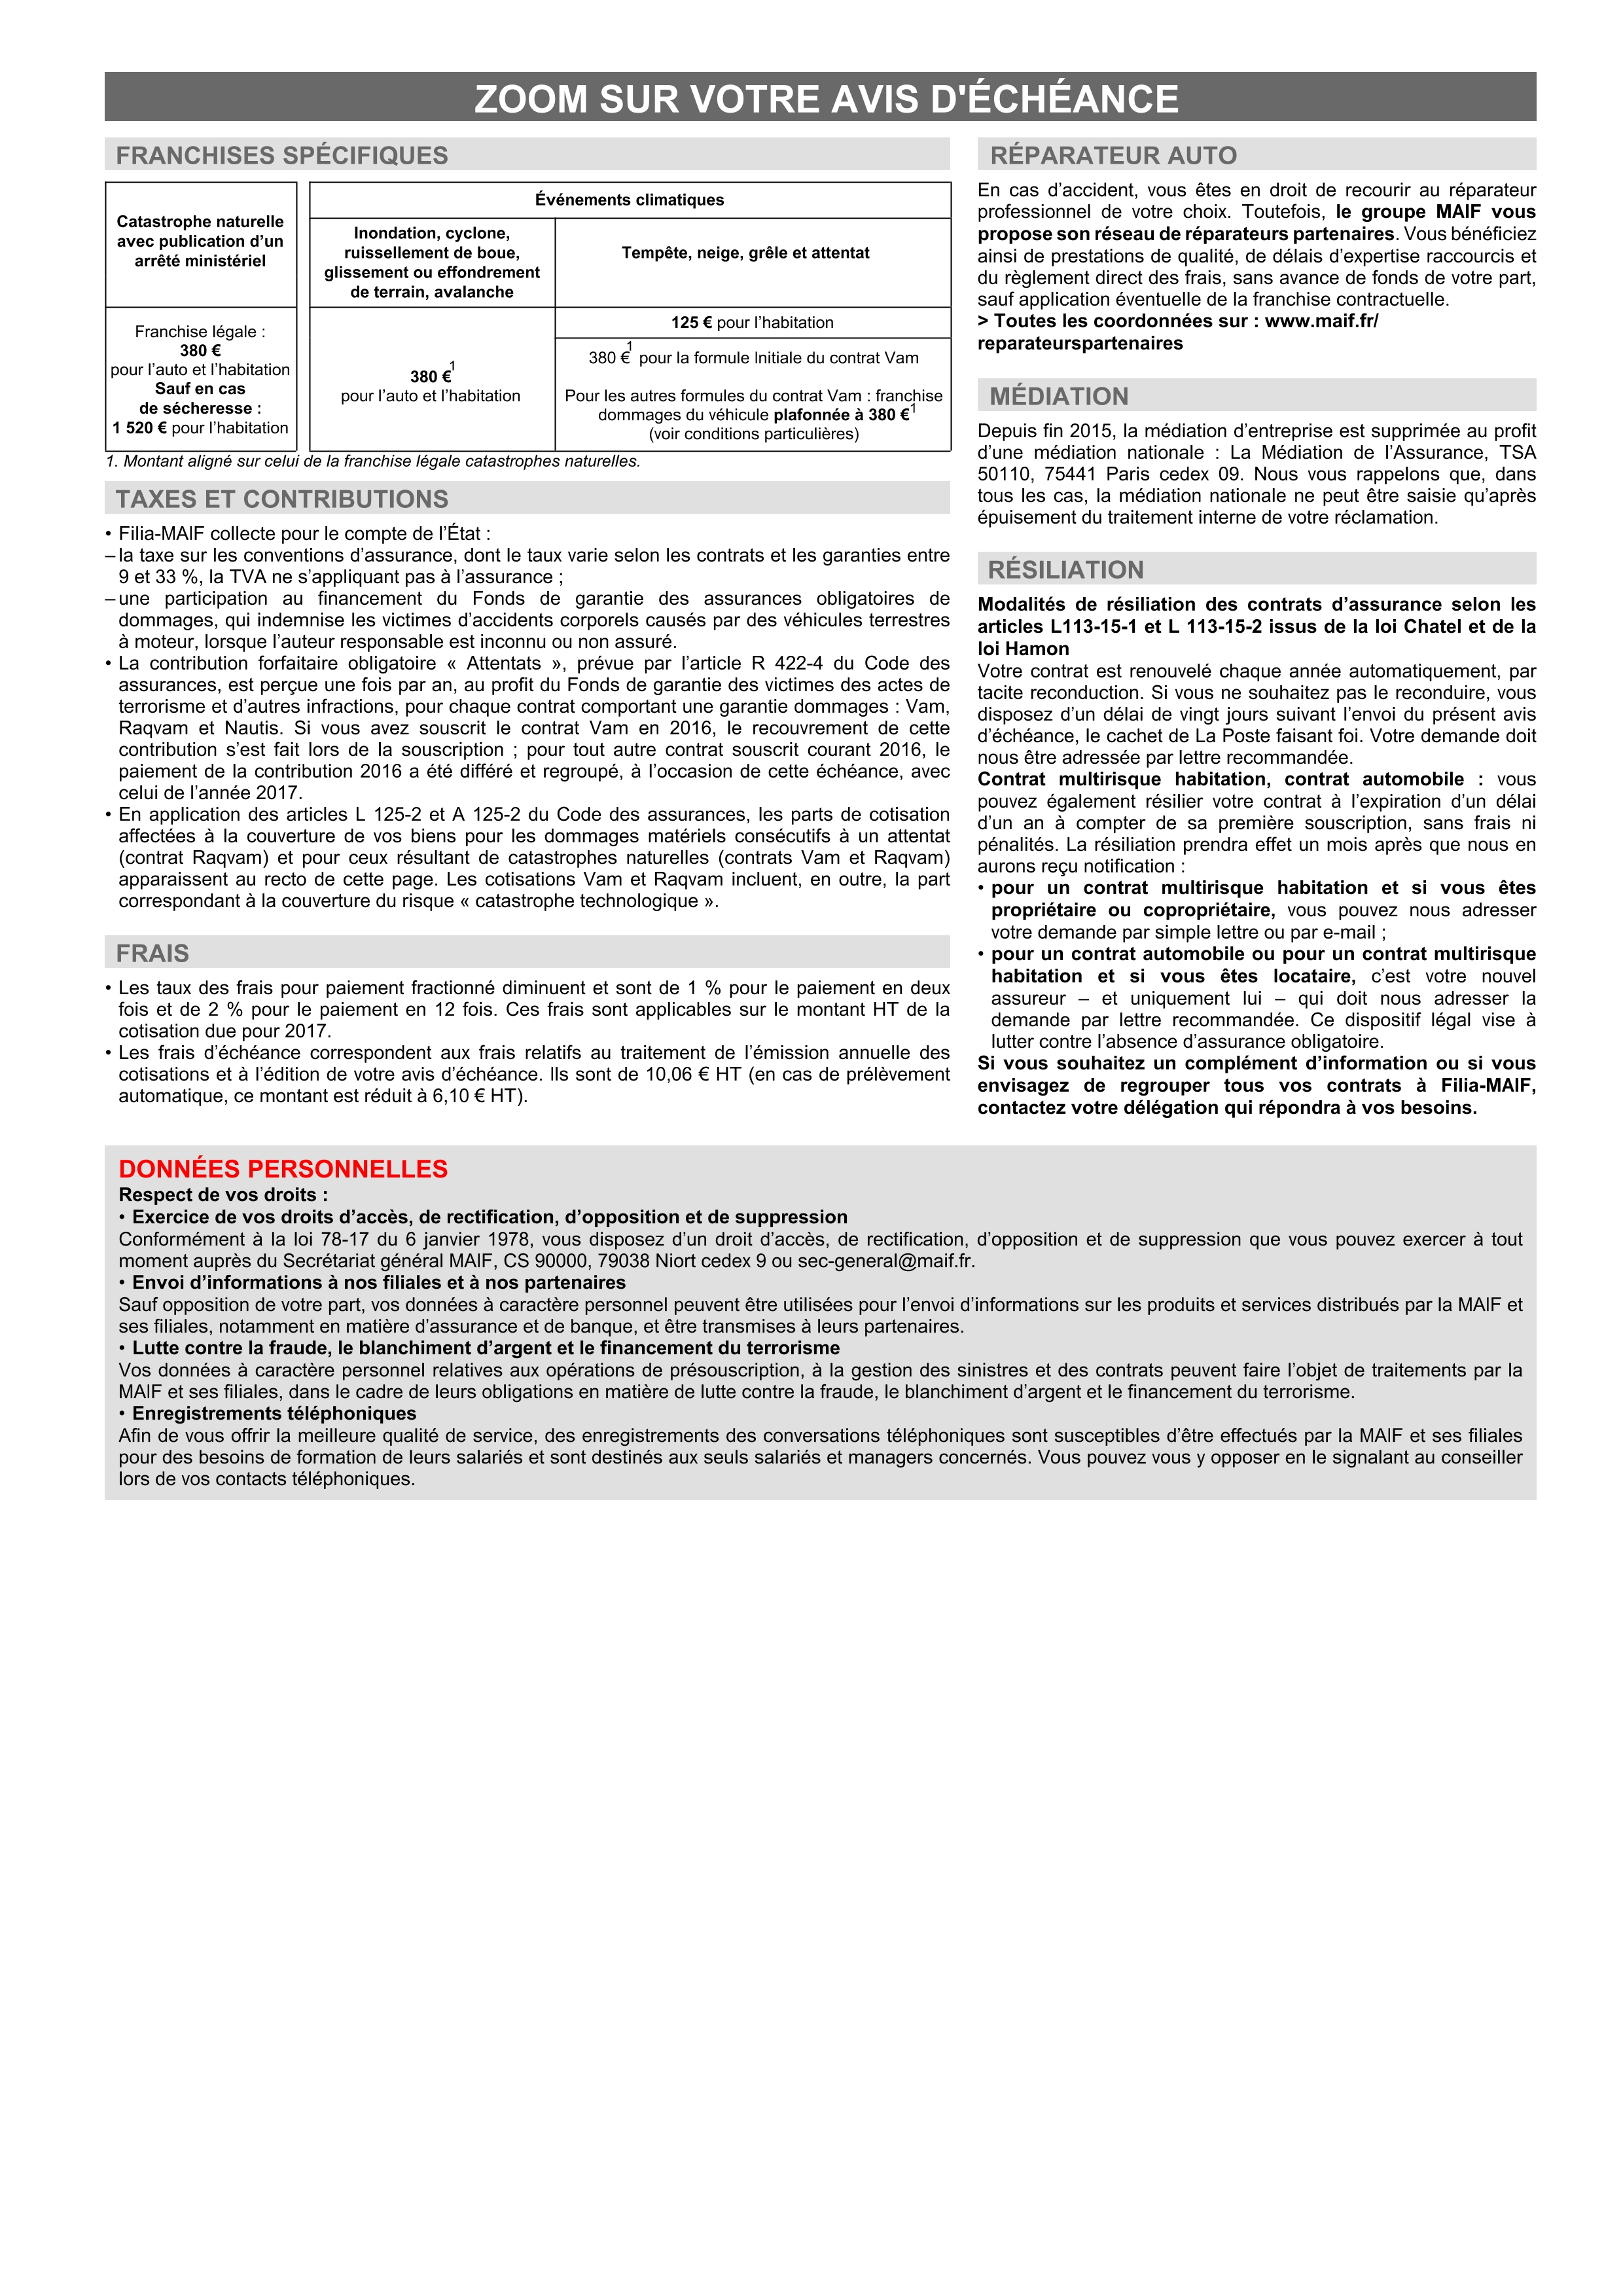 ZOOM SUR VOTRE AVIS D'ÉCHÉANCE
FRANCHISES SPÉCIFIQUES
Catastrophe naturelle
avec publication d’un
arrêté ministériel
Événements climatiques
Inondation, cyclone,
ruissellement de boue,
glissement ou effondrement
de terrain, avalanche
Tempête, neige, grêle et attentat
Franchise légale :
380 €
pour l’auto et l’habitation
Sauf en cas
de sécheresse :
1 520 € pour l’habitation
380 €1
pour l’auto et l’habitation
125 € pour l’habitation
380 €1 pour la formule Initiale du contrat Vam
Pour les autres formules du contrat Vam : franchise
dommages du véhicule plafonnée à 380 €1
(voir conditions particulières)
1. Montant aligné sur celui de la franchise légale catastrophes naturelles.
TAXES ET CONTRIBUTIONS
• Filia-MAIF collecte pour le compte de l’État :
– la taxe sur les conventions d’assurance, dont le taux varie selon les contrats et les garanties entre
9 et 33 %, la TVA ne s’appliquant pas à l’assurance ;
– une participation au financement du Fonds de garantie des assurances obligatoires de
dommages, qui indemnise les victimes d’accidents corporels causés par des véhicules terrestres
à moteur, lorsque l’auteur responsable est inconnu ou non assuré.
• La contribution forfaitaire obligatoire « Attentats », prévue par l’article R 422-4 du Code des
assurances, est perçue une fois par an, au profit du Fonds de garantie des victimes des actes de
terrorisme et d’autres infractions, pour chaque contrat comportant une garantie dommages : Vam,
Raqvam et Nautis. Si vous avez souscrit le contrat Vam en 2016, le recouvrement de cette
contribution s’est fait lors de la souscription ; pour tout autre contrat souscrit courant 2016, le
paiement de la contribution 2016 a été différé et regroupé, à l’occasion de cette échéance, avec
celui de l’année 2017.
• En application des articles L 125-2 et A 125-2 du Code des assurances, les parts de cotisation
affectées à la couverture de vos biens pour les dommages matériels consécutifs à un attentat
(contrat Raqvam) et pour ceux résultant de catastrophes naturelles (contrats Vam et Raqvam)
apparaissent au recto de cette page. Les cotisations Vam et Raqvam incluent, en outre, la part
correspondant à la couverture du risque « catastrophe technologique ».
FRAIS
• Les taux des frais pour paiement fractionné diminuent et sont de 1 % pour le paiement en deux
fois et de 2 % pour le paiement en 12 fois. Ces frais sont applicables sur le montant HT de la
cotisation due pour 2017.
• Les frais d’échéance correspondent aux frais relatifs au traitement de l’émission annuelle des
cotisations et à l’édition de votre avis d’échéance. Ils sont de 10,06 € HT (en cas de prélèvement
automatique, ce montant est réduit à 6,10 € HT).
RÉPARATEUR AUTO
En cas d’accident, vous êtes en droit de recourir au réparateur
professionnel de votre choix. Toutefois, le groupe MAIF vous
propose son réseau de réparateurs partenaires. Vous bénéficiez
ainsi de prestations de qualité, de délais d’expertise raccourcis et
du règlement direct des frais, sans avance de fonds de votre part,
sauf application éventuelle de la franchise contractuelle.
> Toutes les coordonnées sur : www.maif.fr/
reparateurspartenaires
MÉDIATION
Depuis fin 2015, la médiation d’entreprise est supprimée au profit
d’une médiation nationale : La Médiation de l’Assurance, TSA
50110, 75441 Paris cedex 09. Nous vous rappelons que, dans
tous les cas, la médiation nationale ne peut être saisie qu’après
épuisement du traitement interne de votre réclamation.
RÉSILIATION
Modalités de résiliation des contrats d’assurance selon les
articles L113-15-1 et L 113-15-2 issus de la loi Chatel et de la
loi Hamon
Votre contrat est renouvelé chaque année automatiquement, par
tacite reconduction. Si vous ne souhaitez pas le reconduire, vous
disposez d’un délai de vingt jours suivant l’envoi du présent avis
d’échéance, le cachet de La Poste faisant foi. Votre demande doit
nous être adressée par lettre recommandée.
Contrat multirisque habitation, contrat automobile : vous
pouvez également résilier votre contrat à l’expiration d’un délai
d’un an à compter de sa première souscription, sans frais ni
pénalités. La résiliation prendra effet un mois après que nous en
aurons reçu notification :
• pour un contrat multirisque habitation et si vous êtes
propriétaire ou copropriétaire, vous pouvez nous adresser
votre demande par simple lettre ou par e-mail ;
• pour un contrat automobile ou pour un contrat multirisque
habitation et si vous êtes locataire, c’est votre nouvel
assureur – et uniquement lui – qui doit nous adresser la
demande par lettre recommandée. Ce dispositif légal vise à
lutter contre l’absence d’assurance obligatoire.
Si vous souhaitez un complément d’information ou si vous
envisagez de regrouper tous vos contrats à Filia-MAIF,
contactez votre délégation qui répondra à vos besoins.
DONNÉES PERSONNELLES
Respect de vos droits :
• Exercice de vos droits d’accès, de rectification, d’opposition et de suppression
Conformément à la loi 78-17 du 6 janvier 1978, vous disposez d’un droit d’accès, de rectification, d’opposition et de suppression que vous pouvez exercer à tout
moment auprès du Secrétariat général MAIF, CS 90000, 79038 Niort cedex 9 ou sec-general@maif.fr.
• Envoi d’informations à nos filiales et à nos partenaires
Sauf opposition de votre part, vos données à caractère personnel peuvent être utilisées pour l’envoi d’informations sur les produits et services distribués par la MAIF et
ses filiales, notamment en matière d’assurance et de banque, et être transmises à leurs partenaires.
• Lutte contre la fraude, le blanchiment d’argent et le financement du terrorisme
Vos données à caractère personnel relatives aux opérations de présouscription, à la gestion des sinistres et des contrats peuvent faire l’objet de traitements par la
MAIF et ses filiales, dans le cadre de leurs obligations en matière de lutte contre la fraude, le blanchiment d’argent et le financement du terrorisme.
• Enregistrements téléphoniques
Afin de vous offrir la meilleure qualité de service, des enregistrements des conversations téléphoniques sont susceptibles d’être effectués par la MAIF et ses filiales
pour des besoins de formation de leurs salariés et sont destinés aux seuls salariés et managers concernés. Vous pouvez vous y opposer en le signalant au conseiller
lors de vos contacts téléphoniques.